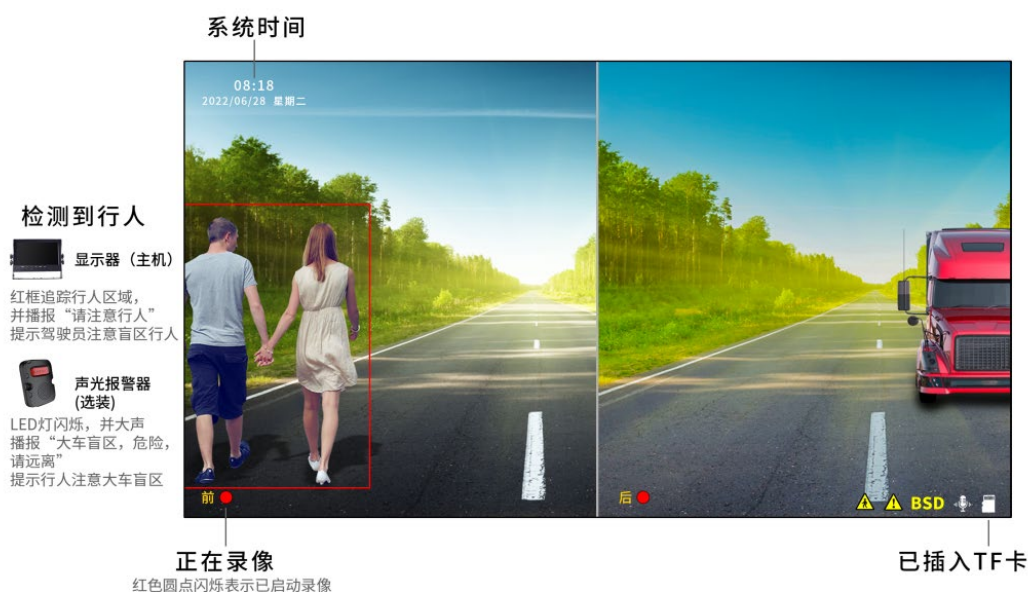 系统时间
08:18
2022/06/28 星期二
检测到行人
显示器（主机）
红框追踪行人区域，
并播报“请注意行人”
提示驾驶员注意盲区行人
声光报警器
(选装)
LED灯闪烁，并大声
播报“大车盲区，危险，
请远离”
提示行人注意大车盲区
前
后
BSD
正在录像
红色圆点闪烁表示已启动录像
已插入TF卡